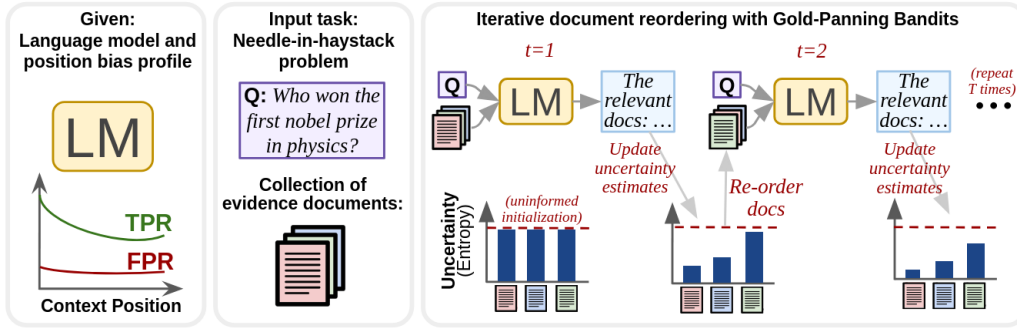 Given:
Language model and
position bias profile
LM
TPR
FPR
Context Position
Input task:
Needle-in-haystack
problem
Q: Who won the
first nobel prize
in physics?
Collection of
evidence documents:
Iterative document reordering with Gold-Panning Bandits
t=1
Q
LM
The
relevant
docs: …
Update
uncertainty
estimates
Uncertainty
(Entropy)
(uninformed
initialization)
Re-order
docs
t=2
Q
LM
The
relevant
docs: …
Update
uncertainty
estimates
(repeat
T times)
•••